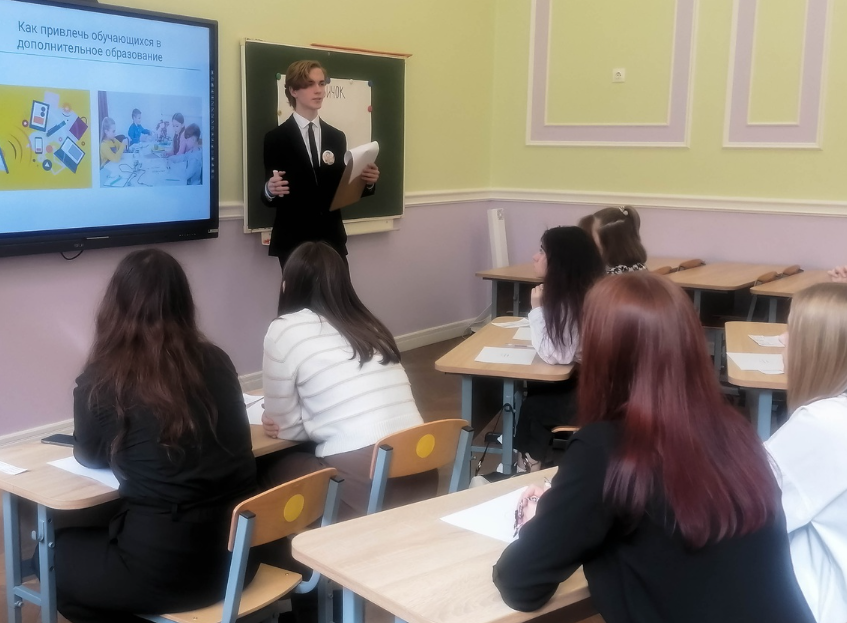 Как привлечь обучающихся в
дополнительное образование